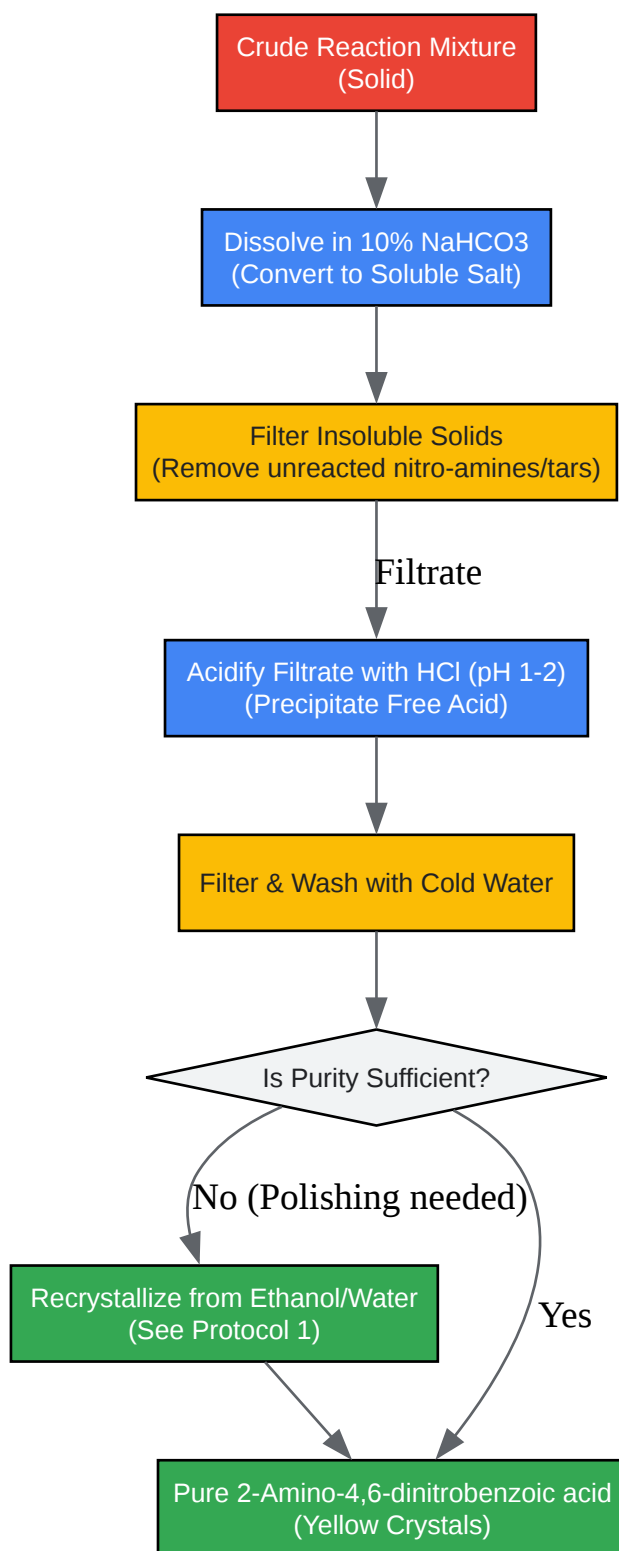 Crude Reaction Mixture
(Solid)
Dissolve in 10% NaHCO3
(Convert to Soluble Salt)
Filter Insoluble Solids
(Remove unreacted nitro-amines/tars)
Filtrate
Acidify Filtrate with HCl (pH 1-2)
(Precipitate Free Acid)
Filter & Wash with Cold Water
Is Purity Sufficient?
No (Polishing needed)
Recrystallize from Ethanol/Water
(See Protocol 1)
Yes
Pure 2-Amino-4,6-dinitrobenzoic acid
(Yellow Crystals)